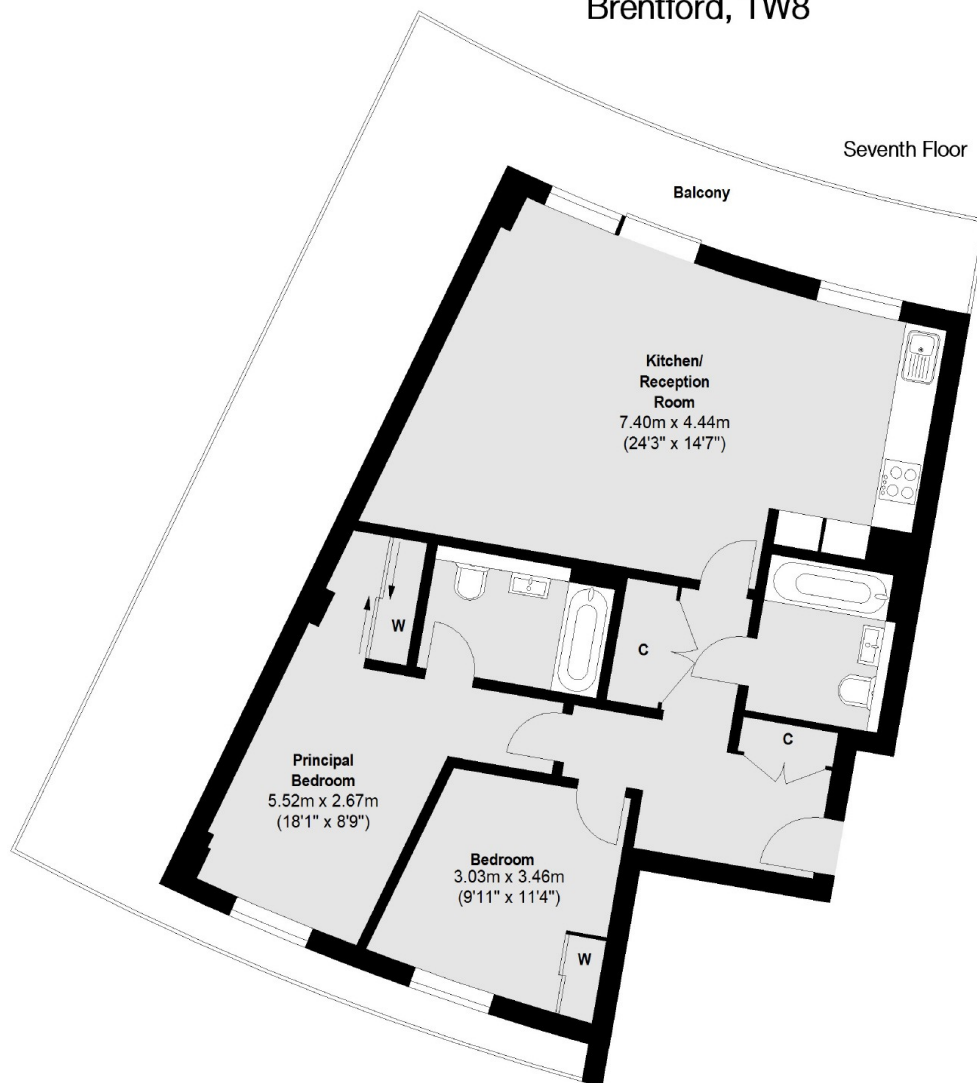 Brentford, TW8
Seventh Floor
Balcony
Kitchen/
Reception
Room
7.40m x 4.44m
(24'3" x 14'7")
W
C
C
Principal
Bedroom
5.52m x 2.67m
(18'1" x 8'9")
Bedroom
3.03m x 3.46m
(9'11" x 11'4")
W